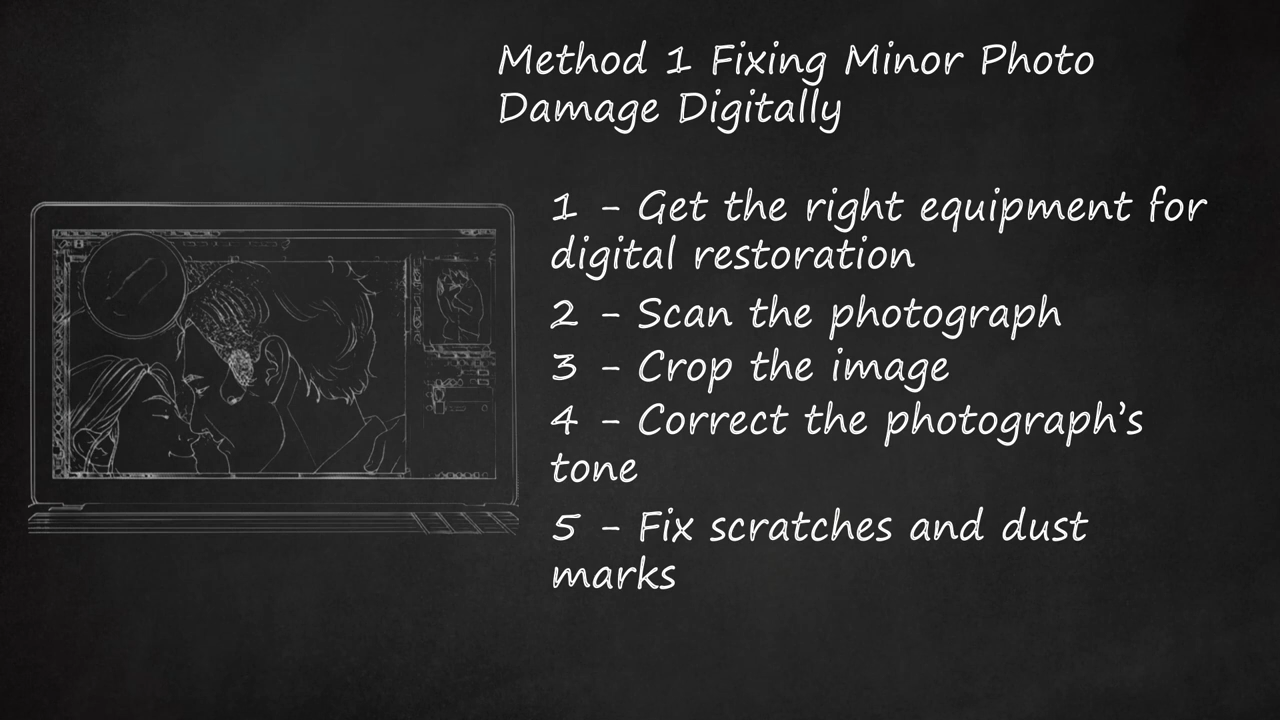 Method 1 Fixing Minor Photo
Damage Digitally
1 - Get the right equipment for
digital restoration
2 - Scan the photograph
3 - Crop the image
4 - Correct the photograph's
tone
5 - Fix scratches and dust
marks